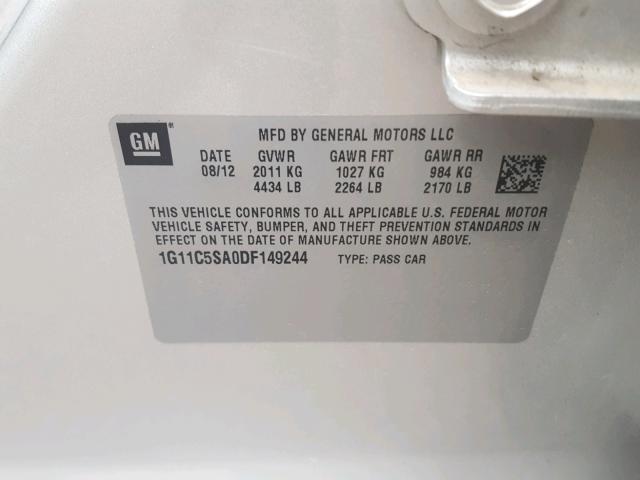 GM® MFD BY GENERAL MOTORS LLC
DATE GVWR GAWR FRT GAWR RR
08/12 2011 KG 1027 KG 984 KG
4434 LB 2264 LB 2170 LB
THIS VEHICLE CONFORMS TO ALL APPLICABLE U.S. FEDERAL MOTOR
VEHICLE SAFETY, BUMPER, AND THEFT PREVENTION STANDARDS
IN EFFECT ON THE DATE OF MANUFACTURE SHOWN ABOVE.
1G11C5SA0DF149244 TYPE: PASS CAR